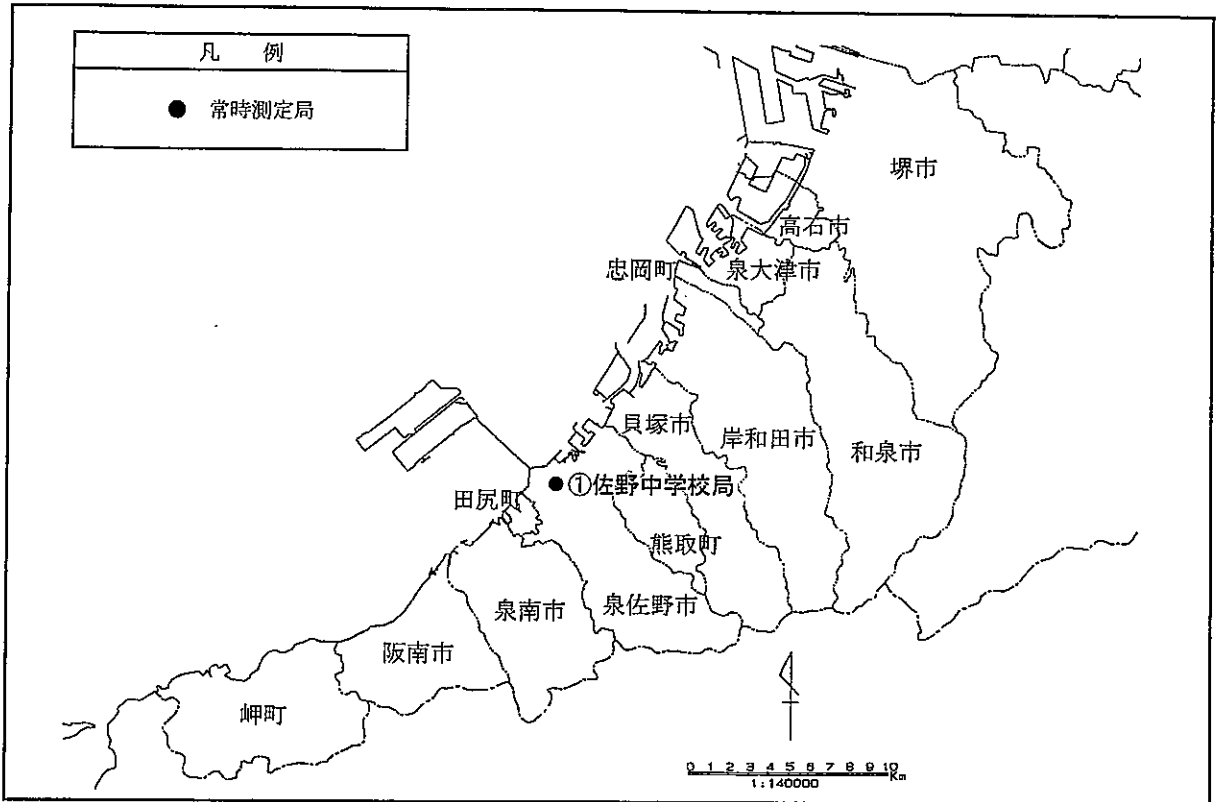 凡 例
● 常時測定局
堺市
高石市
泉大津市
忠岡町
貝塚市
岸和田市
和泉市
①佐野中学校局
田尻町
熊取町
泉南市
泉佐野市
阪南市
岬町
0 1 2 3 4 5 6 7 8 9 10
Km
1:140000